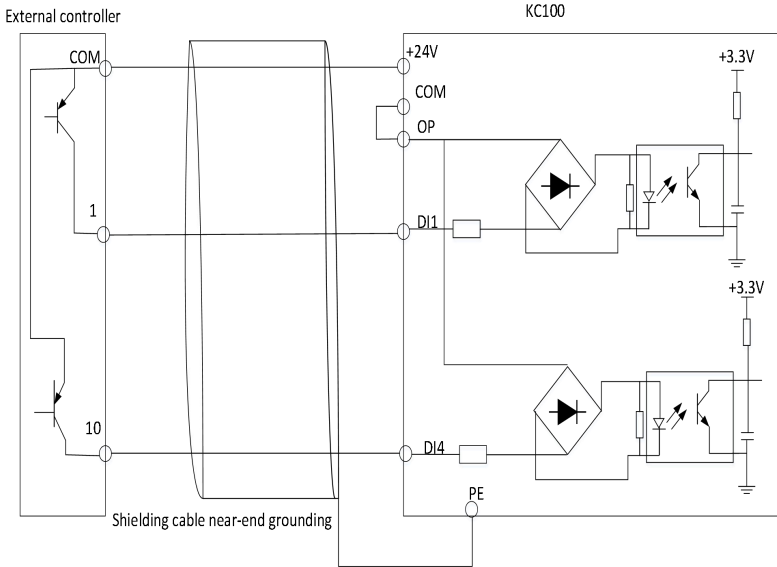 External controller
KC100
COM
+24V
+3.3V
COM
OP
1
DI1
+3.3V
10
DI4
PE
Shielding cable near-end grounding